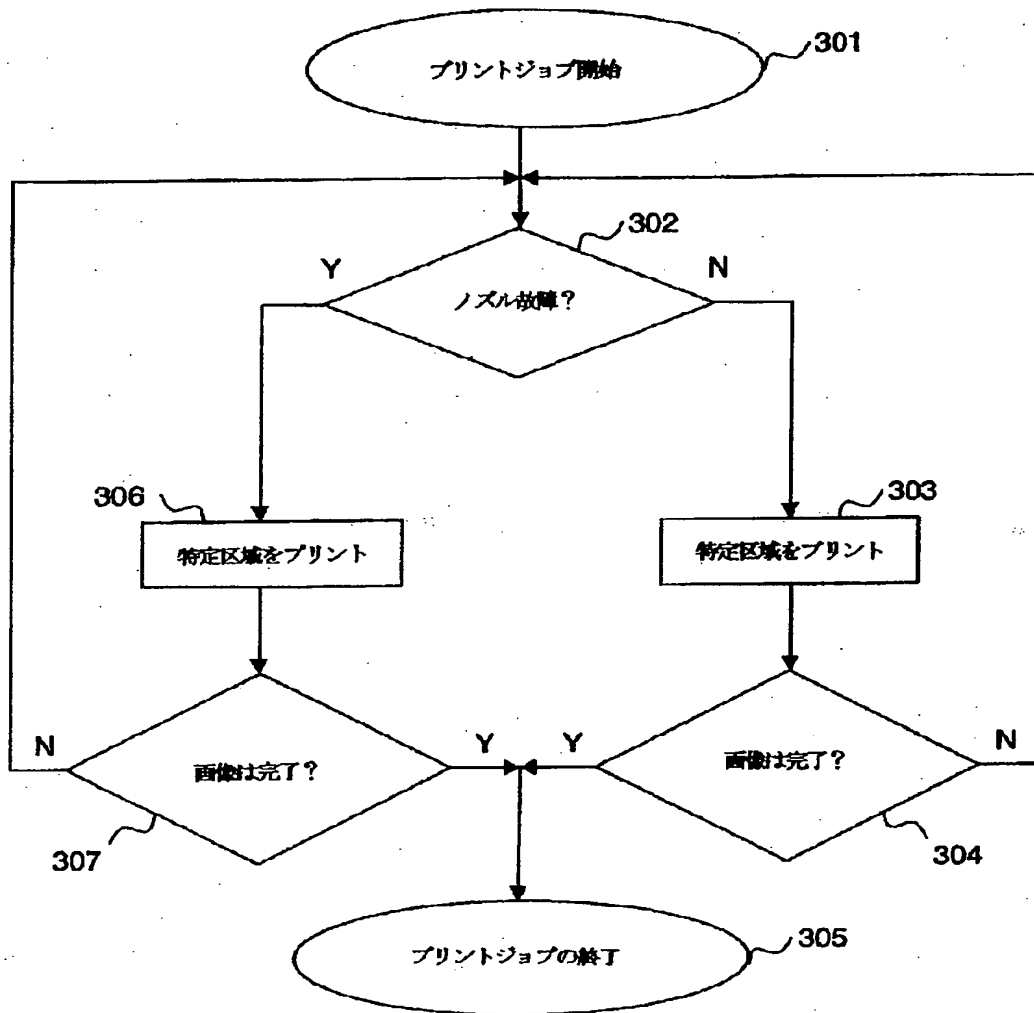 プリントジョブ開始
301
302
Y
N
ノズル故障?
306
303
特定区域をプリント
特定区域をプリント
N
Y
Y
N
画像は完了?
画像は完了?
307
304
プリントジョブの終了
305